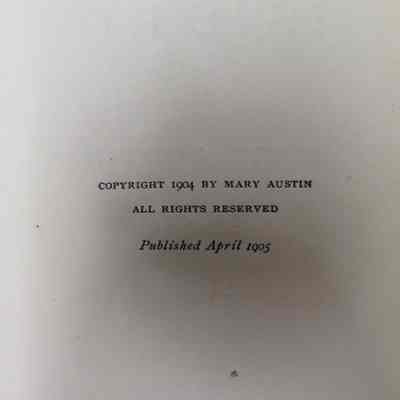 COPYRIGHT 1904 BY MARY AUSTIN
ALL RIGHTS RESERVED
Published April 1905